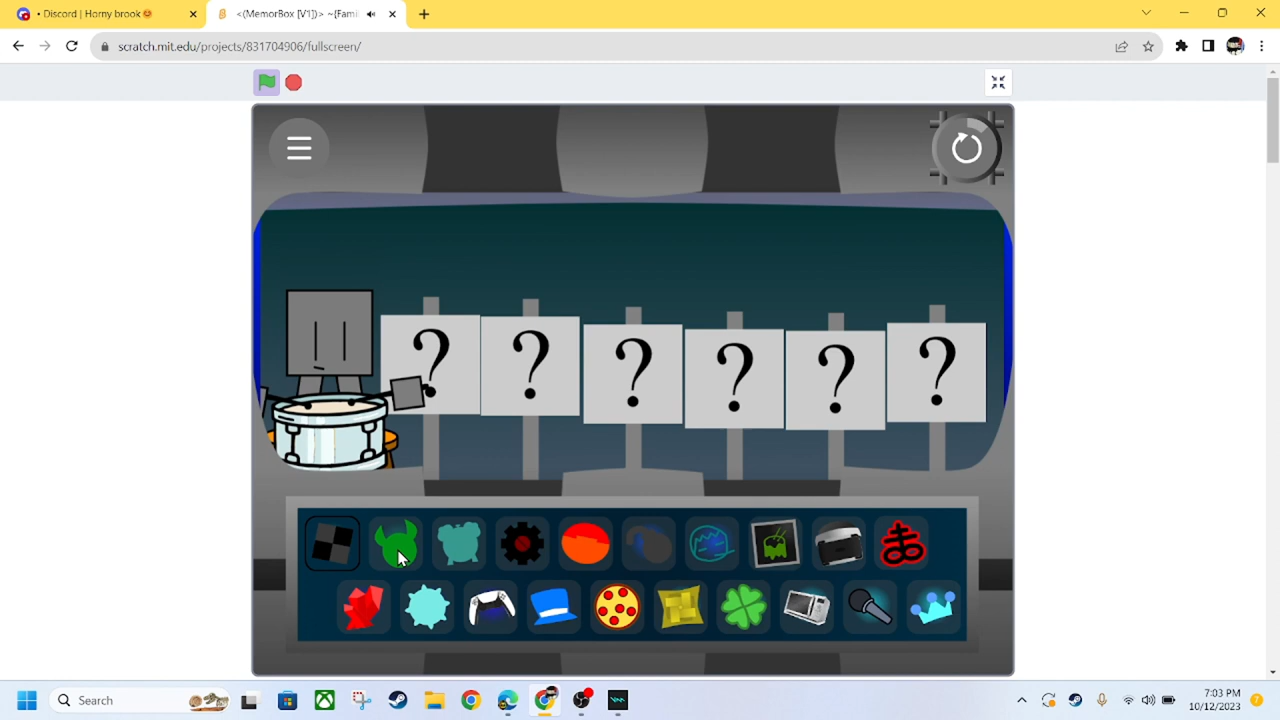 Discord | Horny brook😊
<(MemorBox [V1])> ~{Fami
scratch.mit.edu/projects/831704906/fullscreen/
? ? ? ? ? ?
Search
7:03 PM
10/12/2023
7